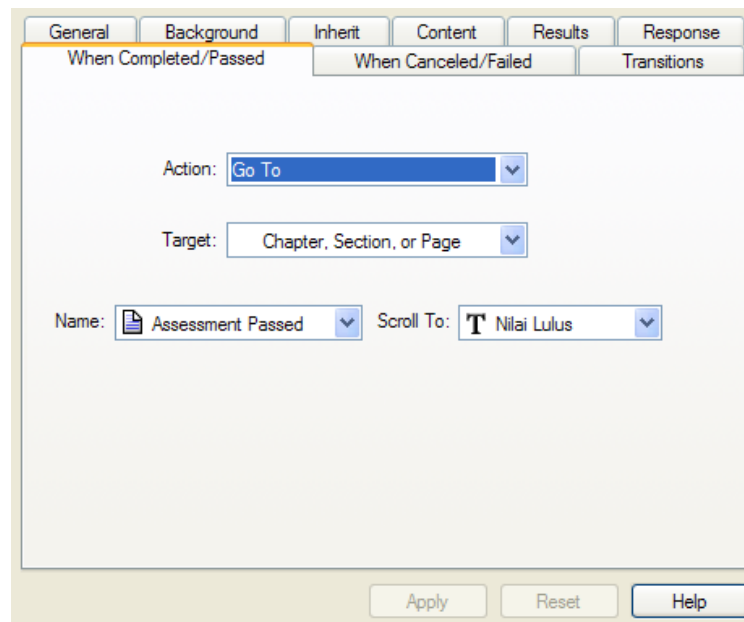 General Background Inherit Content Results Response
When Completed/Passed When Canceled/Failed Transitions
Action: Go To
Target: Chapter, Section, or Page
Name: Assessment Passed Scroll To: T Nilai Lulus
Apply Reset Help